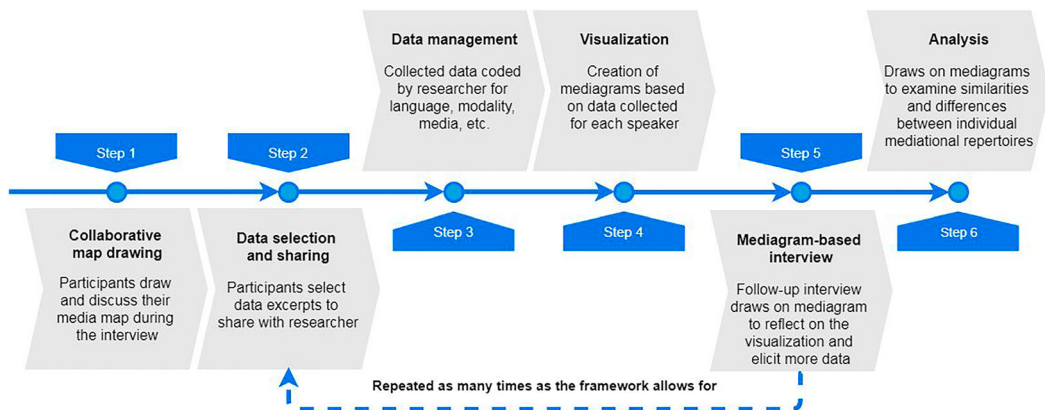 Step 1
Collaborative
map drawing
Participants draw
and discuss their
media map during
the interview
Step 2
Data selection
and sharing
Participants select
data excerpts to
share with researcher
Data management
Collected data coded
by researcher for
language, modality,
media, etc.
Step 3
Visualization
Creation of
mediagrams based
on data collected
for each speaker
Step 4
Step 5
Mediagram-based
interview
Follow-up interview
draws on mediagram
to reflect on the
visualization and
elicit more data
Analysis
Draws on mediagrams
to examine similarities
and differences
between individual
mediational repertoires
Step 6
Repeated as many times as the framework allows for